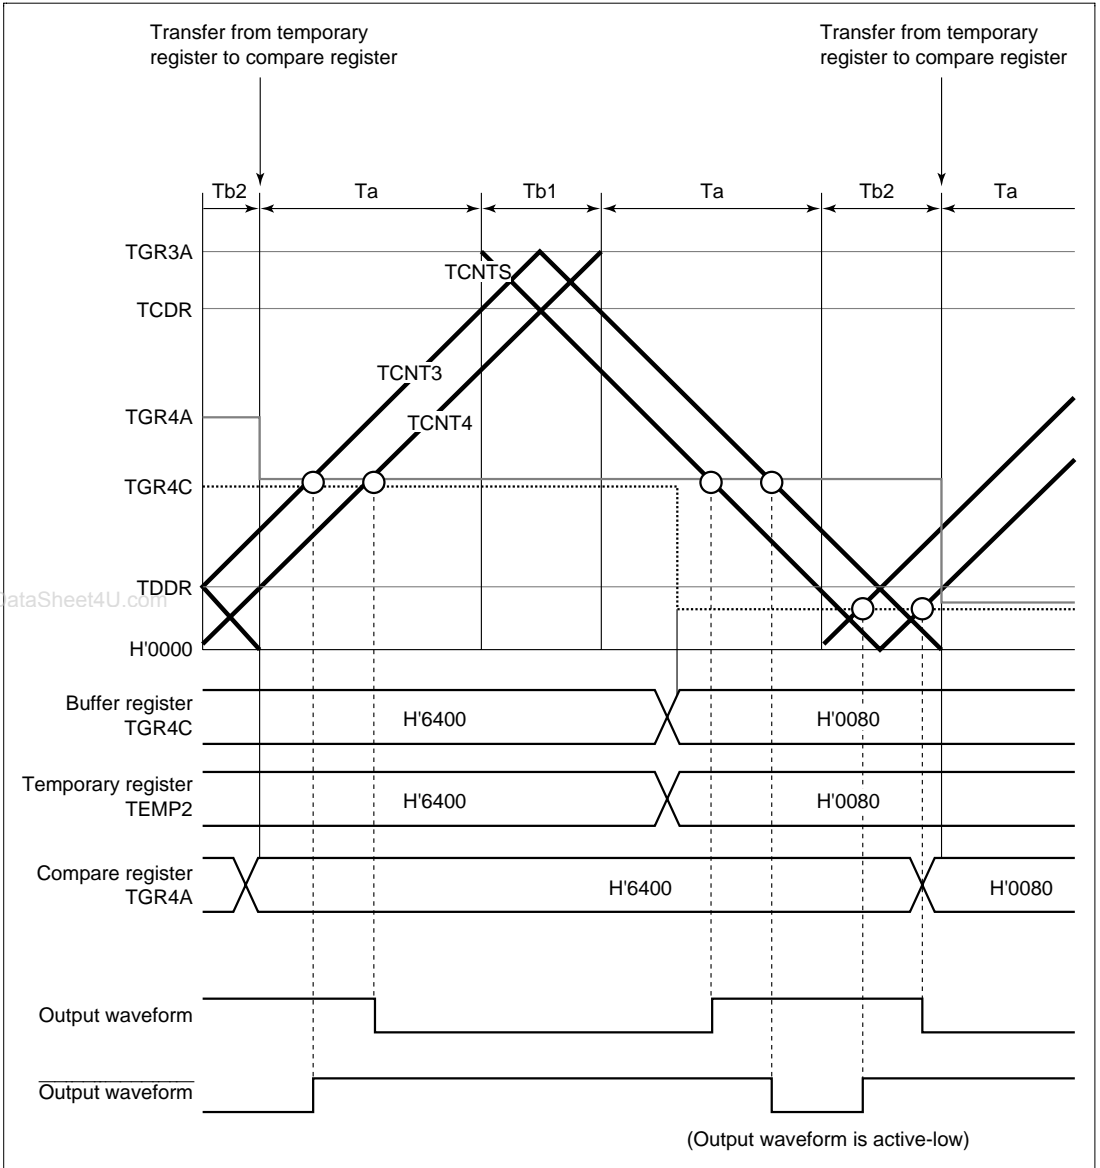 Transfer from temporary
register to compare register
Transfer from temporary
register to compare register
Tb2
Ta
Tb1
Ta
Tb2
Ta
TGR3A
TCNTS
TCDR
TCNT3
TGR4A
TCNT4
TGR4C
TDDR
ataSheet4U.com
H'0000
Buffer register
TGR4C
H'6400
H'0080
Temporary register
TEMP2
H'6400
H'0080
Compare register
TGR4A
H'6400
H'0080
Output waveform
Output waveform
(Output waveform is active-low)